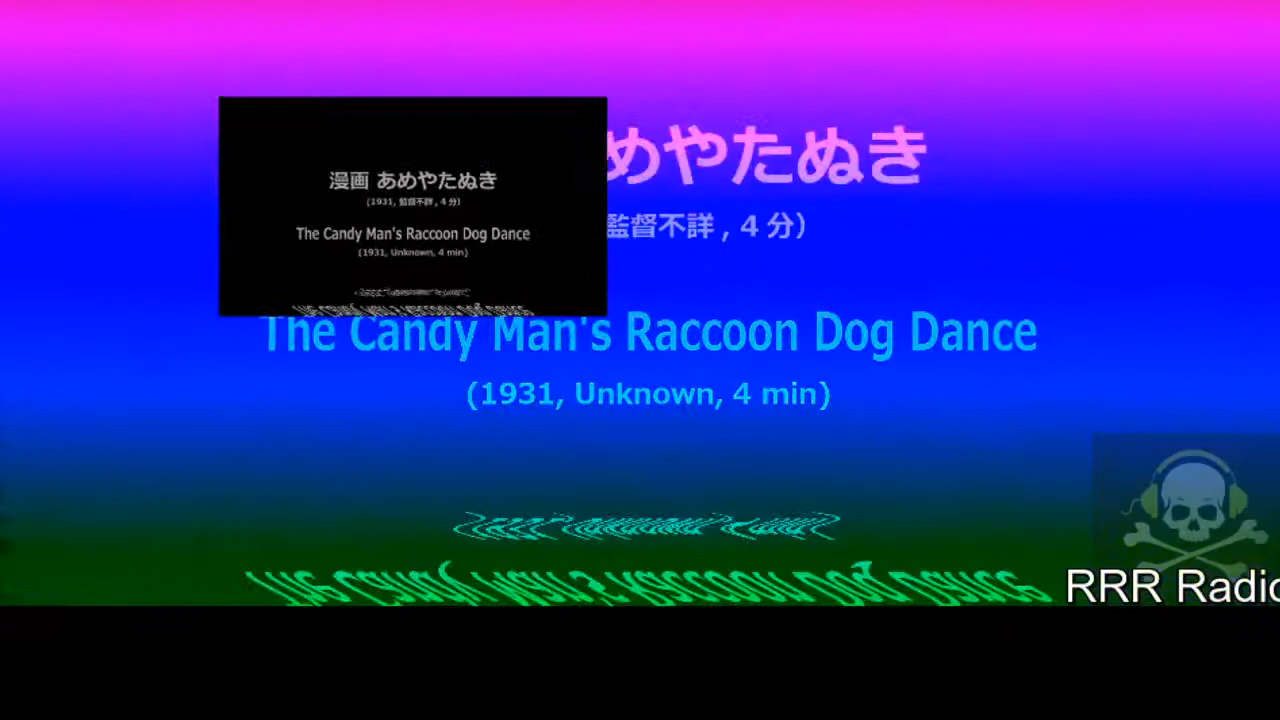 漫画 あめやたぬき
(1931, 監督不詳 , 4 分)
The Candy Man's Raccoon Dog Dance
(1931, Unknown, 4 min)
めやたぬき
監督不詳 , 4 分)
The Candy Man's Raccoon Dog Dance
(1931, Unknown, 4 min)
RRR Radio